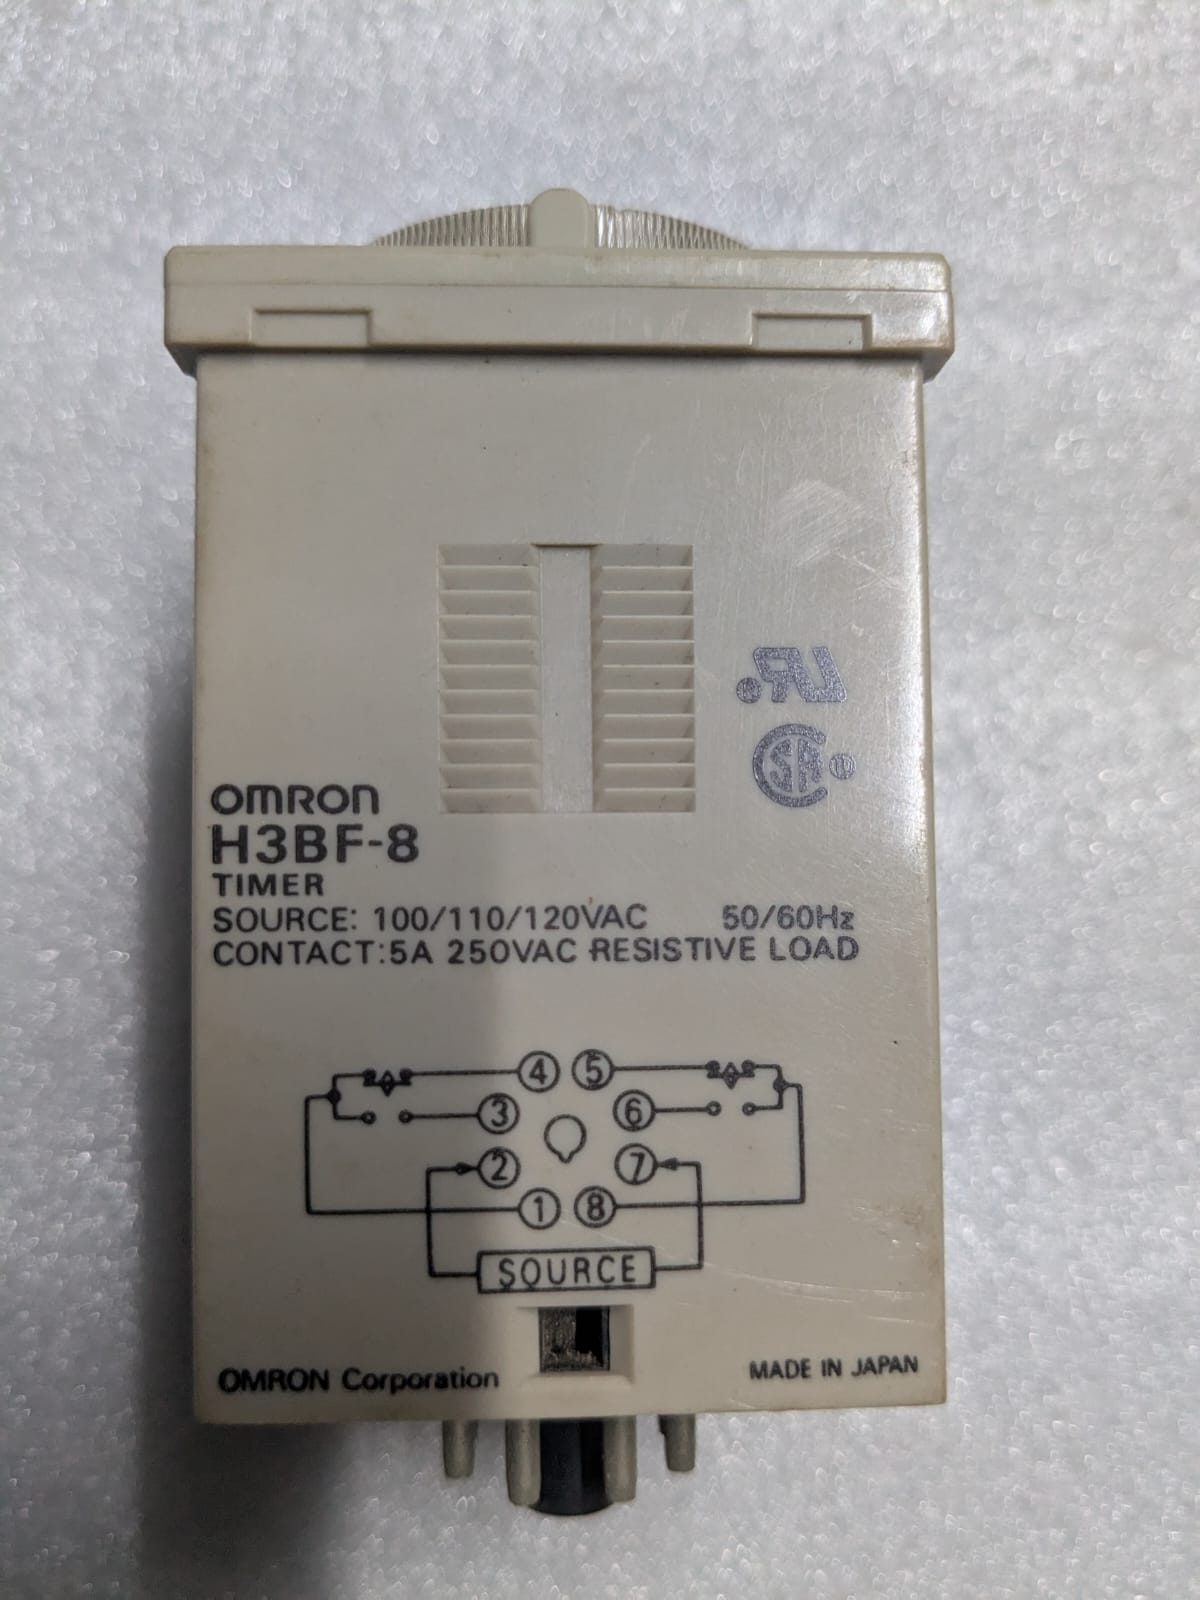 OMRON
H3BF-8
TIMER
SOURCE: 100/110/120VAC 50/60Hz
CONTACT:5A 250VAC RESISTIVE LOAD
4 5
3 6
2 7
1 8
SOURCE
OMRON Corporation MADE IN JAPAN